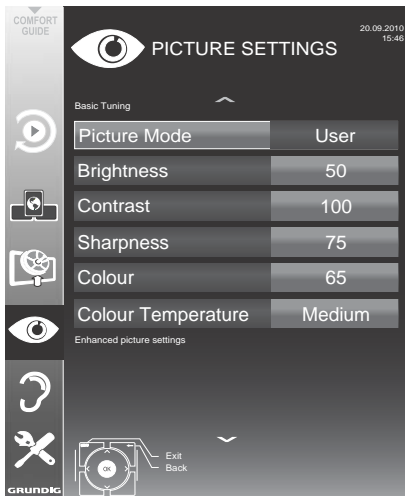 COMFORT
GUIDE
PICTURE SETTINGS
20.09.2010
15:46
Basic Tuning
Picture Mode User
Brightness 50
Contrast 100
Sharpness 75
Colour 65
Colour Temperature Medium
Enhanced picture settings
Exit
Back
OK
GRUNDIG